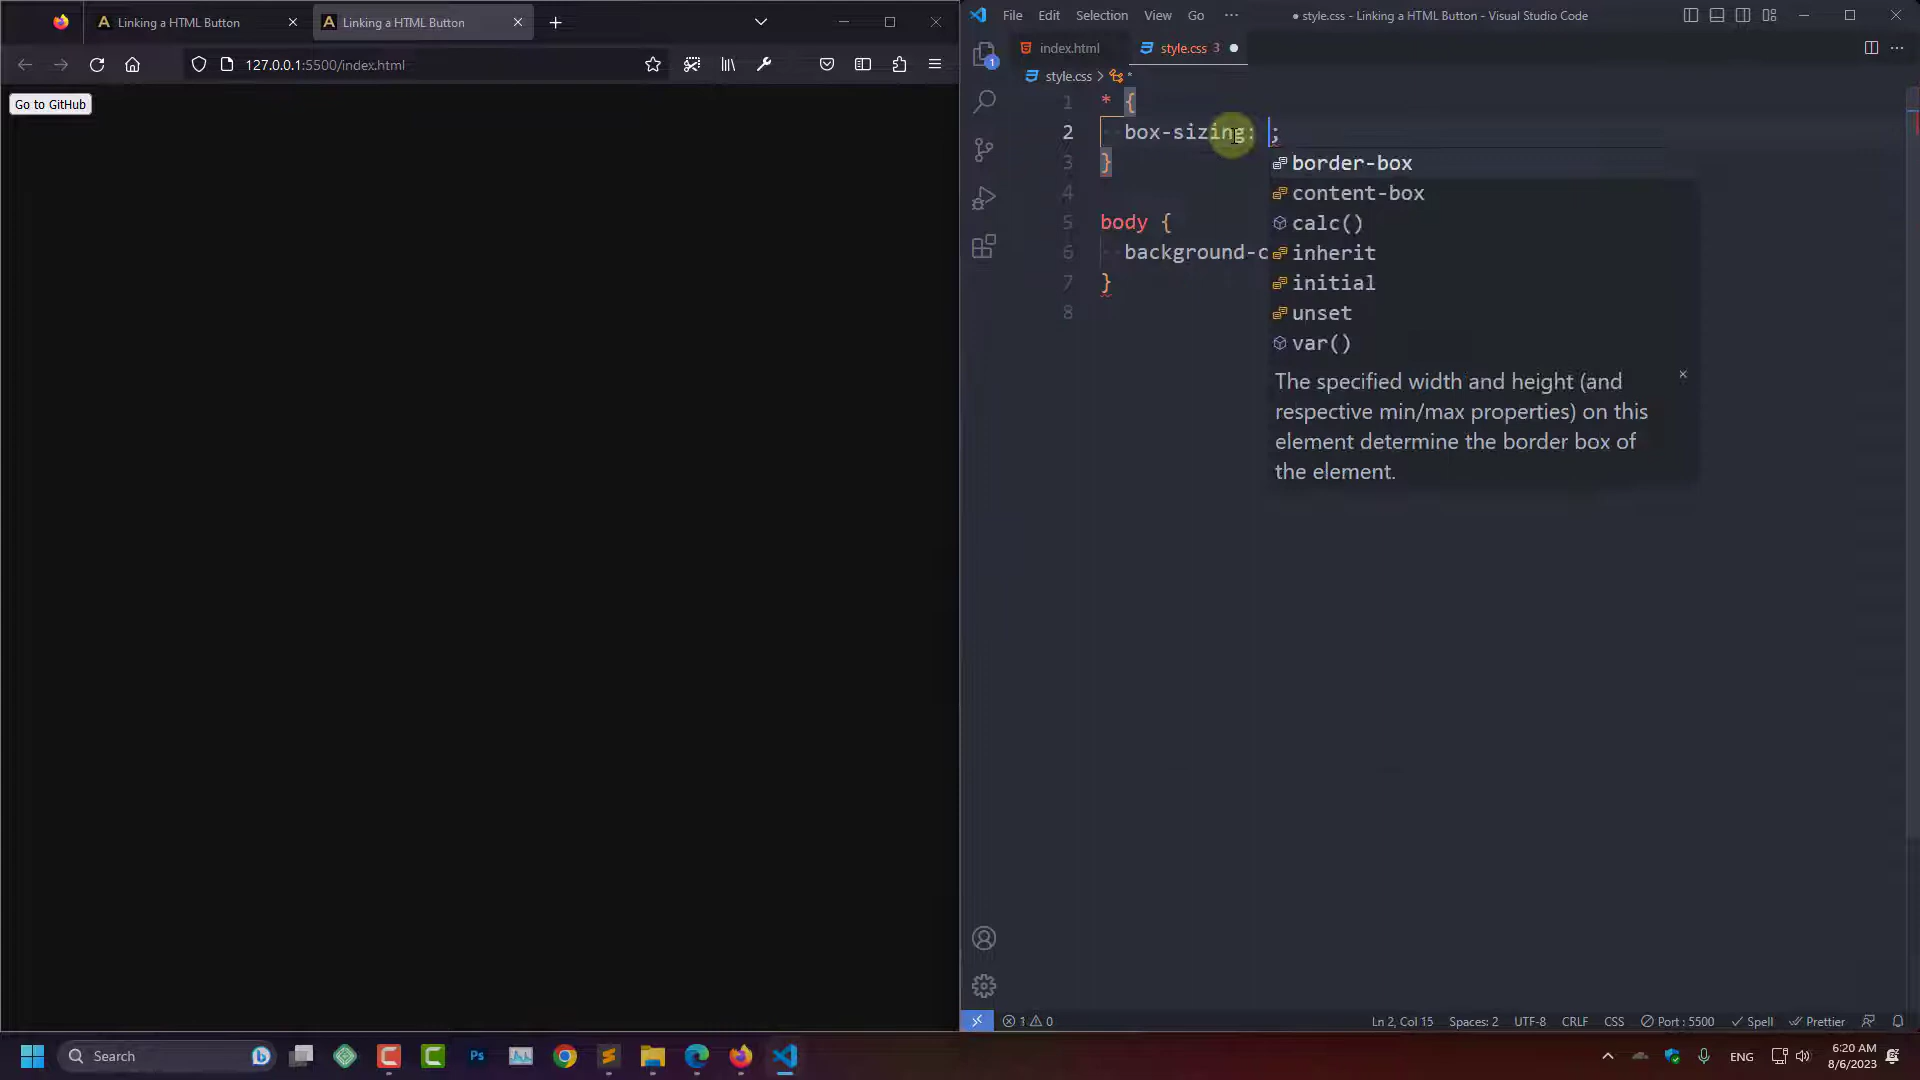 Linking a HTML Button
Linking a HTML Button
127.0.0.1:5500/index.html
Go to GitHub
File Edit Selection View Go ···
● style.css - Linking a HTML Button - Visual Studio Code
index.html
style.css 3 ●
style.css > *
1 * {
2 box-sizing: ;
3 }
4
5 body {
6 background-c
7 }
8
border-box
content-box
calc()
inherit
initial
unset
var()
The specified width and height (and
respective min/max properties) on this
element determine the border box of
the element.
1
1 0
Ln 2, Col 15 Spaces: 2 UTF-8 CRLF CSS Port : 5500 Spell Prettier
Search
Ps
ENG
6:20 AM
8/6/2023